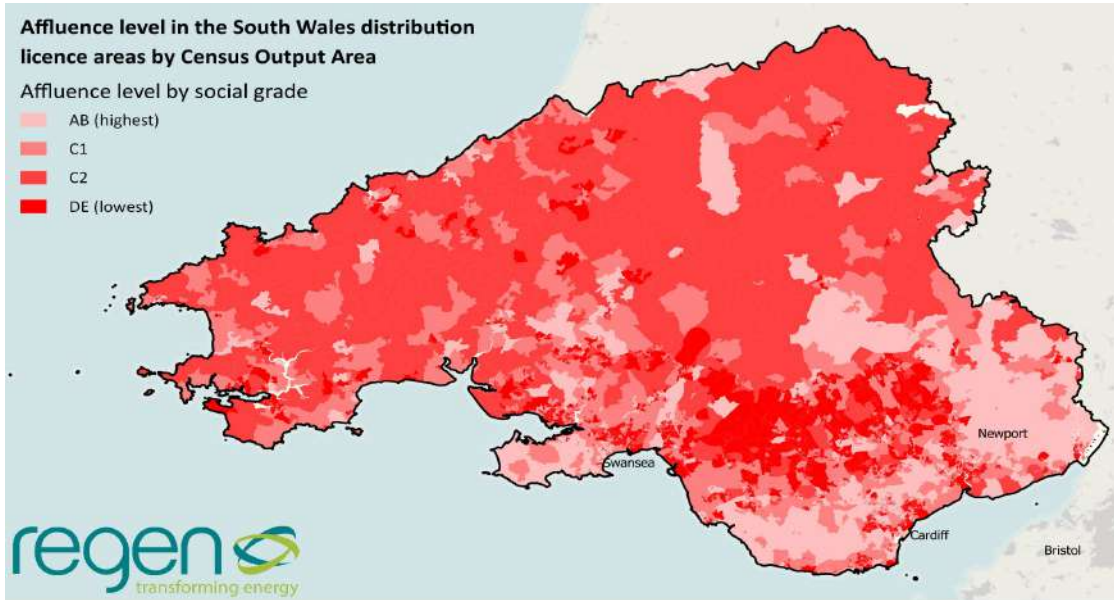 Affluence level in the South Wales distribution
licence areas by Census Output Area
Affluence level by social grade
AB (highest)
C1
C2
DE (lowest)
Newport
Swansea
Cardiff
Bristol
regen
transforming energy